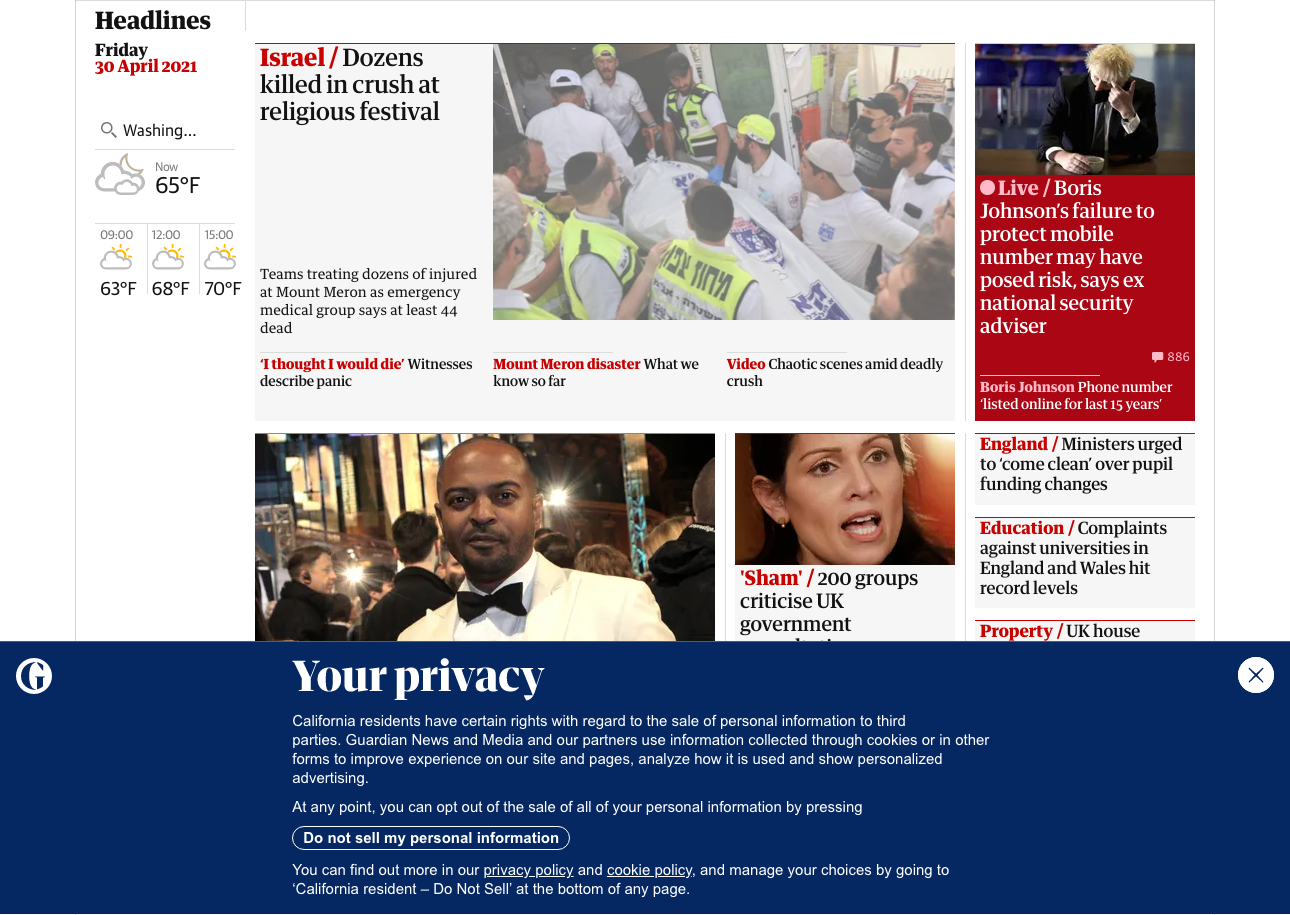 Headlines
Friday
30 April 2021
Washing...
Now
65°F
09:00
12:00
15:00
63°F
68°F
70°F
Israel / Dozens
killed in crush at
religious festival
Teams treating dozens of injured
at Mount Meron as emergency
medical group says at least 44
dead
‘I thought I would die’ Witnesses
describe panic
Mount Meron disaster What we
know so far
Video Chaotic scenes amid deadly
crush
Live / Boris
Johnson’s failure to
protect mobile
number may have
posed risk, says ex
national security
adviser
886
Boris Johnson Phone number
‘listed online for last 15 years’
'Sham' / 200 groups
criticise UK
government
England / Ministers urged
to ‘come clean’ over pupil
funding changes
Education / Complaints
against universities in
England and Wales hit
record levels
Property / UK house
Your privacy
California residents have certain rights with regard to the sale of personal information to third
parties. Guardian News and Media and our partners use information collected through cookies or in other
forms to improve experience on our site and pages, analyze how it is used and show personalized
advertising.
At any point, you can opt out of the sale of all of your personal information by pressing
Do not sell my personal information
You can find out more in our privacy policy and cookie policy, and manage your choices by going to
‘California resident – Do Not Sell’ at the bottom of any page.